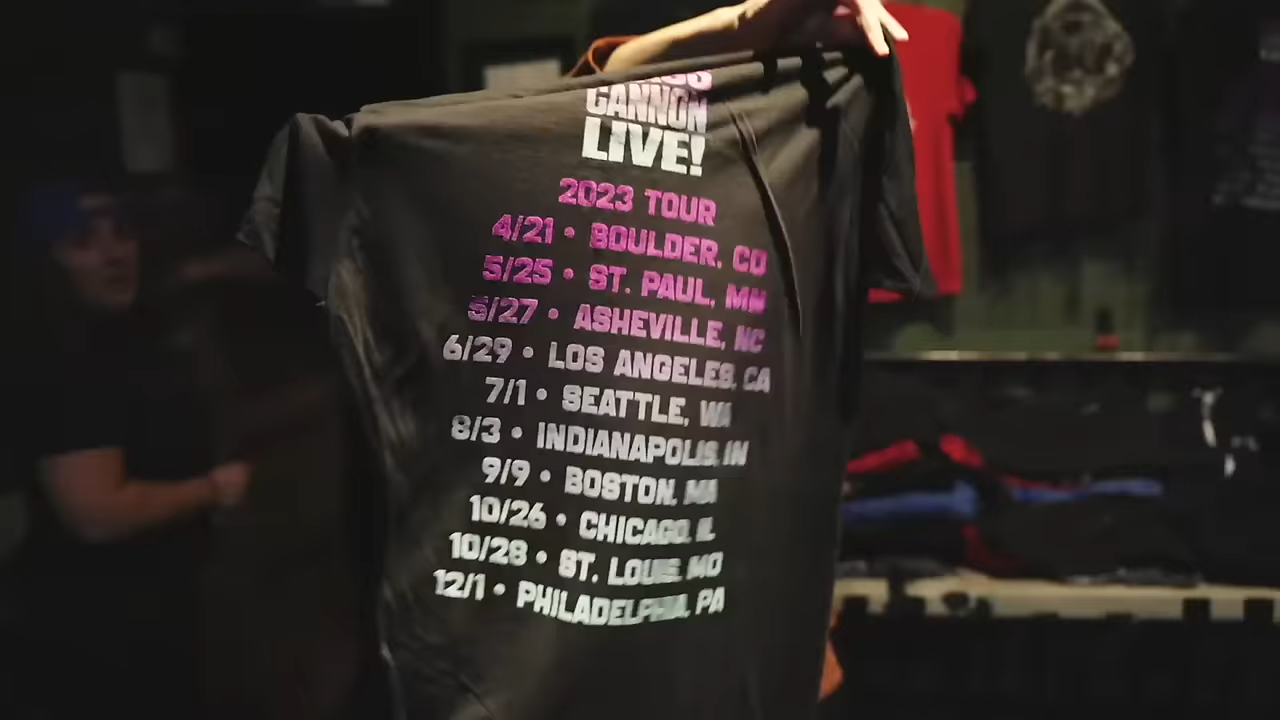 CANNON
LIVE!
2023 TOUR
4/21 • BOULDER, CO
5/25 • ST. PAUL, MN
5/27 • ASHEVILLE, NC
6/29 • LOS ANGELES, CA
7/1 • SEATTLE, WA
8/3 • INDIANAPOLIS, IN
9/9 • BOSTON, MA
10/26 • CHICAGO, IL
10/28 • ST. LOUIS, MO
12/1 • PHILADELPHIA, PA